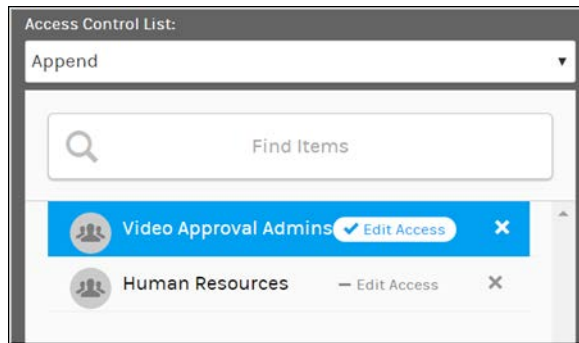 Access Control List:
Append
Find Items
Video Approval Admins Edit Access
Human Resources Edit Access